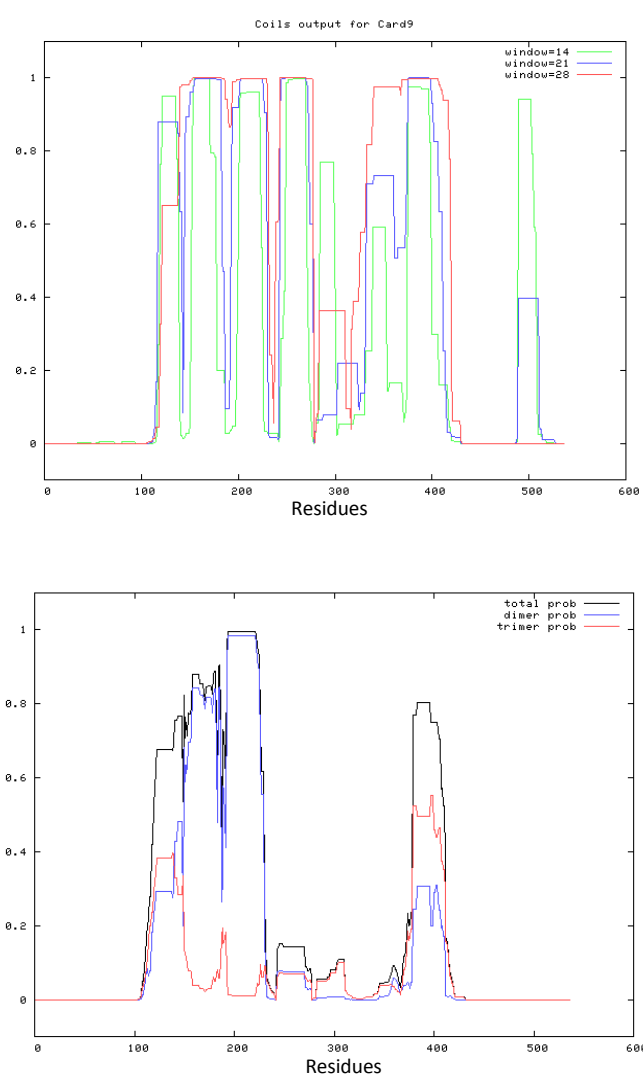 Coils output for Card9
window=14
window=21
window=28
1
0.8
0.6
0.4
0.2
0
0 100 200 300 400 500 600
Residues
total prob
dimer prob
trimer prob
1
0.8
0.6
0.4
0.2
0
0 100 200 300 400 500 600
Residues